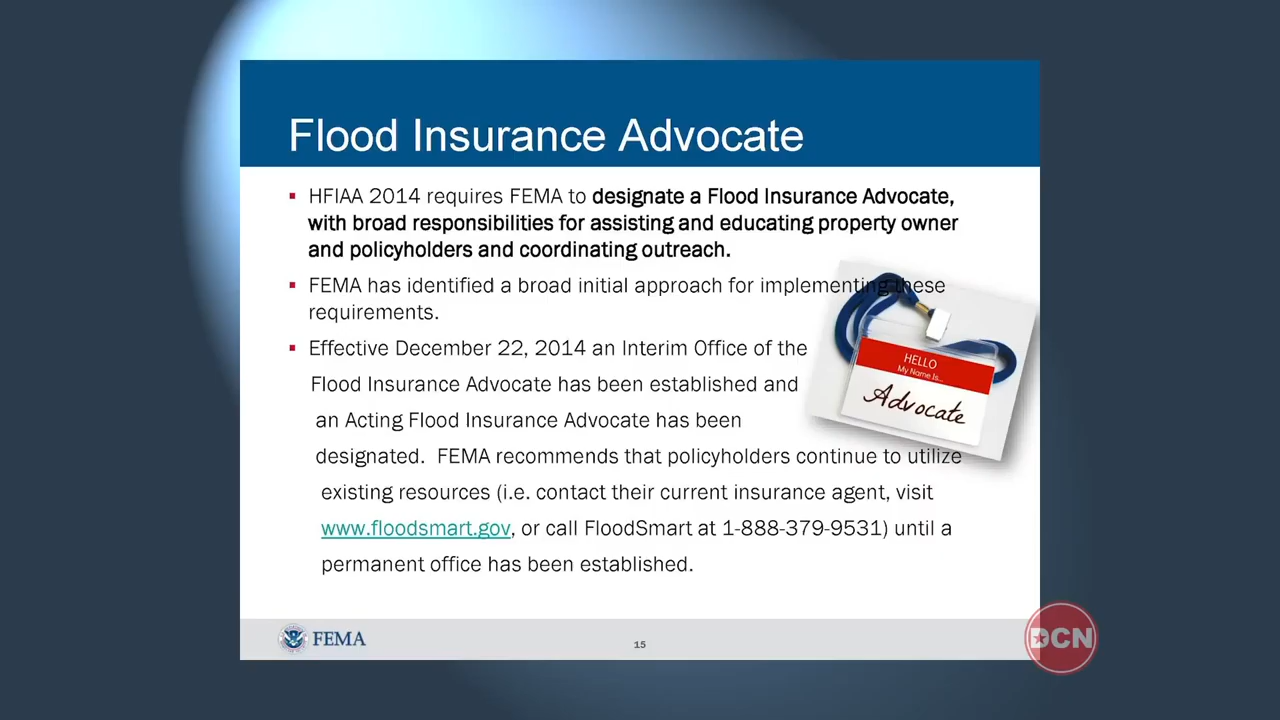 Flood Insurance Advocate
HFIAA 2014 requires FEMA to designate a Flood Insurance Advocate,
with broad responsibilities for assisting and educating property owner
and policyholders and coordinating outreach.
FEMA has identified a broad initial approach for implementing these
requirements.
Effective December 22, 2014 an Interim Office of the
Flood Insurance Advocate has been established and
an Acting Flood Insurance Advocate has been
designated.  FEMA recommends that policyholders continue to utilize
existing resources (i.e. contact their current insurance agent, visit
www.floodsmart.gov, or call FloodSmart at 1-888-379-9531) until a
permanent office has been established.
HELLO
My Name Is...
Advocate
FEMA
15
DCN